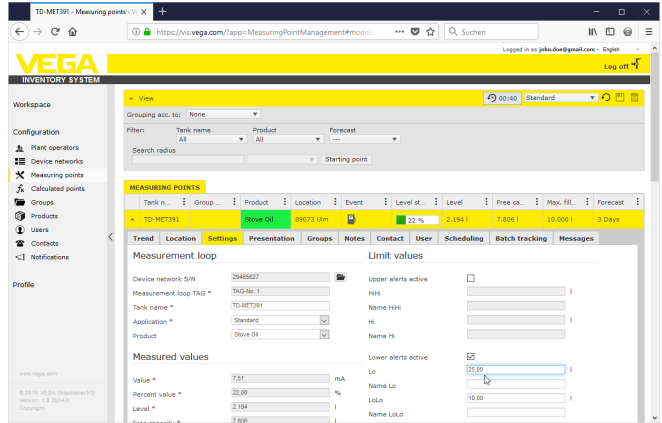 TD-MET391 - Measuring points - V
https://vis.vega.com/?app=MeasuringPointManagement#mode
Suchen
Logged in as john.doe@gmail.com - English
VEGA
INVENTORY SYSTEM
Log off
Workspace
Configuration
Plant operators
Device networks
Measuring points
Calculated points
Groups
Products
Users
Contacts
Notifications
Profile
www.vega.com
Version: 1.8.2004.0
Copyright
View
00:40
Standard
Grouping acc. to: None
Filter: Tank name Product Forecast
All All ---
Search radius
Starting point
MEASURING POINTS
Tank n... Group ... Product Location Event Level st... Level Free ca... Max. fill... Forecast
TD-MET391 Stove Oil 89073 Ulm 22 % 2.194 l 7.806 l 10.000 l 3 Days
Trend Location Settings Presentation Groups Notes Contact User Scheduling Batch tracking Messages
Measurement loop
Device network S/N 29465627
Measurement loop TAG * TAG-No. 1
Tank name * TD-MET391
Application * Standard
Product Stove Oil
Measured values
Value * 7,51 mA
Percent value * 22,00 %
Level * 2.194 l
Free capacity * 7.806 l
Limit values
Upper alerts active
HiHi l
Name HiHi
Hi l
Name Hi
Lower alerts active
Lo 25,00 l
Name Lo
LoLo 10,00 l
Name LoLo